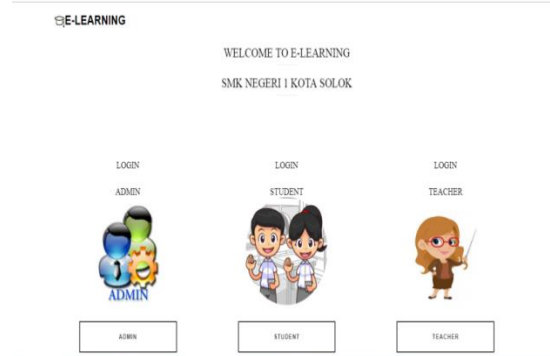 E-LEARNING
WELCOME TO E-LEARNING
SMK NEGERI 1 KOTA SOLOK
LOGIN
ADMIN
LOGIN
STUDENT
LOGIN
TEACHER
ADMIN
ADMIN
STUDENT
TEACHER